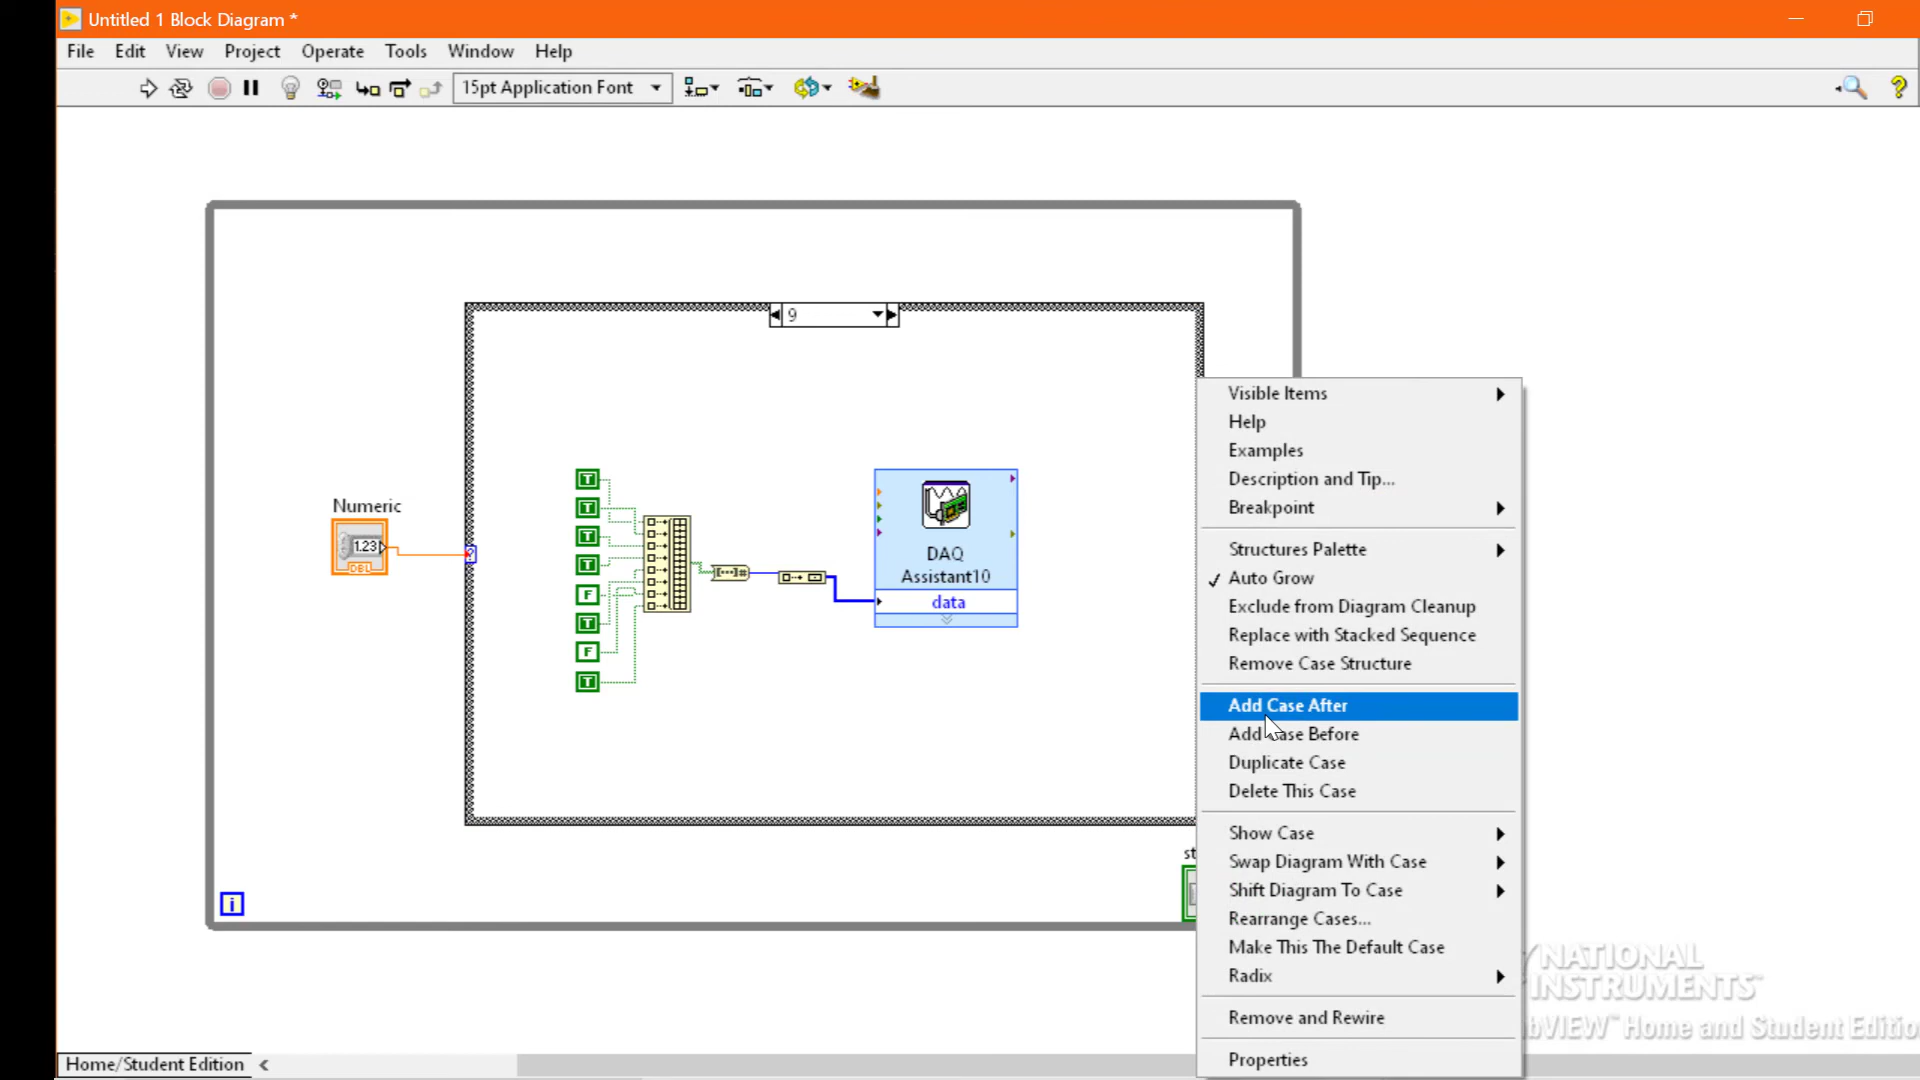 Untitled 1 Block Diagram *
File Edit View Project Operate Tools Window Help
15pt Application Font
?
9
Numeric
1.23
DBL
?
T
T
T
T
F
T
F
T
DAQ
Assistant10
data
i
st
Visible Items
Help
Examples
Description and Tip...
Breakpoint
Structures Palette
Auto Grow
Exclude from Diagram Cleanup
Replace with Stacked Sequence
Remove Case Structure
Add Case After
Add Case Before
Duplicate Case
Delete This Case
Show Case
Swap Diagram With Case
Shift Diagram To Case
Rearrange Cases...
Make This The Default Case
Radix
Remove and Rewire
Properties
NATIONAL
INSTRUMENTS™
bVIEW™ Home and Student Editio
Home/Student Edition